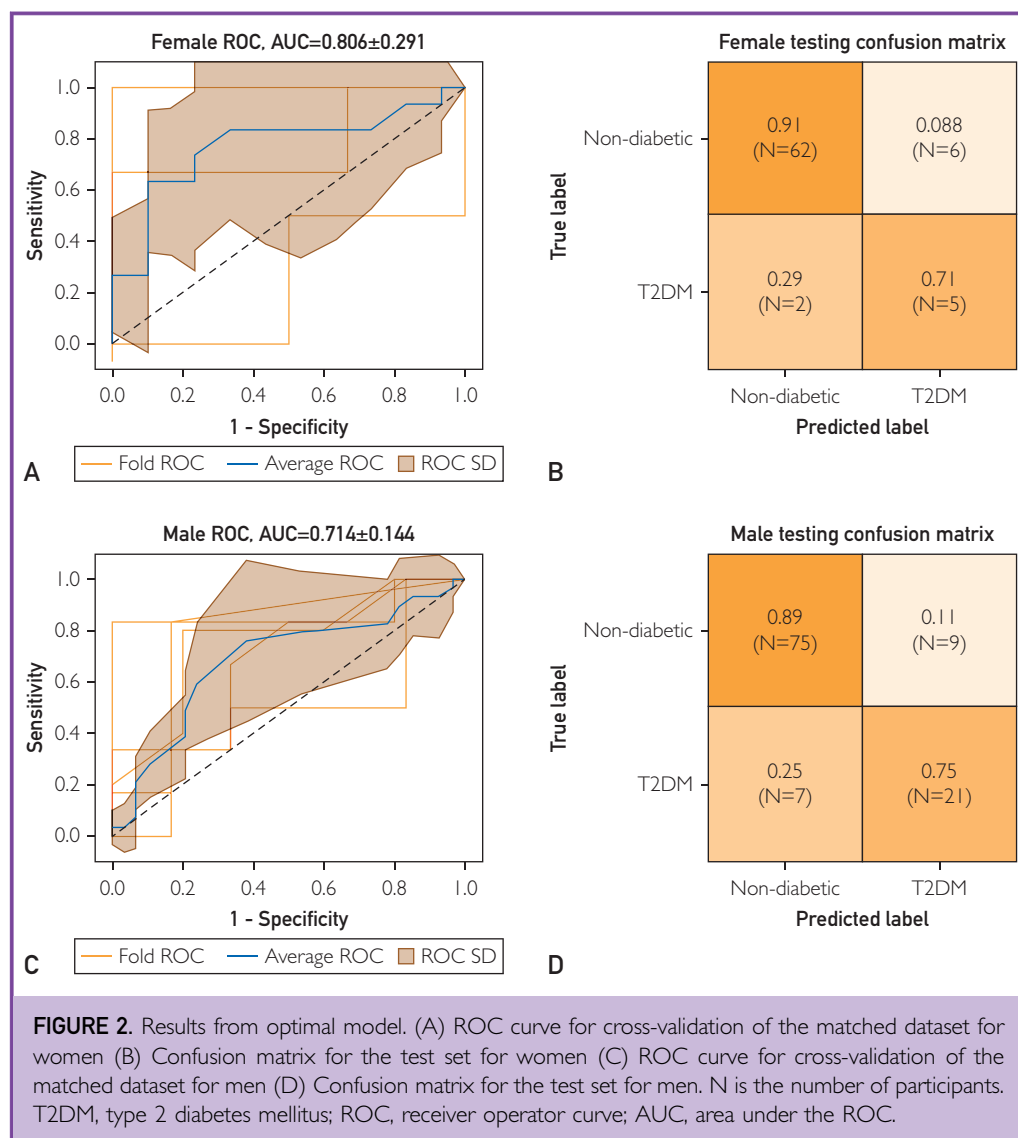 Female ROC, AUC=0.806±0.291
1.0
0.8
0.6
0.4
0.2
0.0
Sensitivity
0.0 0.2 0.4 0.6 0.8 1.0
1 - Specificity
Fold ROC Average ROC ROC SD
A
Female testing confusion matrix
True label
Non-diabetic
T2DM
0.91
(N=62)
0.088
(N=6)
0.29
(N=2)
0.71
(N=5)
Non-diabetic T2DM
Predicted label
B
Male ROC, AUC=0.714±0.144
1.0
0.8
0.6
0.4
0.2
0.0
Sensitivity
0.0 0.2 0.4 0.6 0.8 1.0
1 - Specificity
Fold ROC Average ROC ROC SD
C
Male testing confusion matrix
True label
Non-diabetic
T2DM
0.89
(N=75)
0.11
(N=9)
0.25
(N=7)
0.75
(N=21)
Non-diabetic T2DM
Predicted label
D
FIGURE 2. Results from optimal model. (A) ROC curve for cross-validation of the matched dataset for
women (B) Confusion matrix for the test set for women (C) ROC curve for cross-validation of the
matched dataset for men (D) Confusion matrix for the test set for men. N is the number of participants.
T2DM, type 2 diabetes mellitus; ROC, receiver operator curve; AUC, area under the ROC.